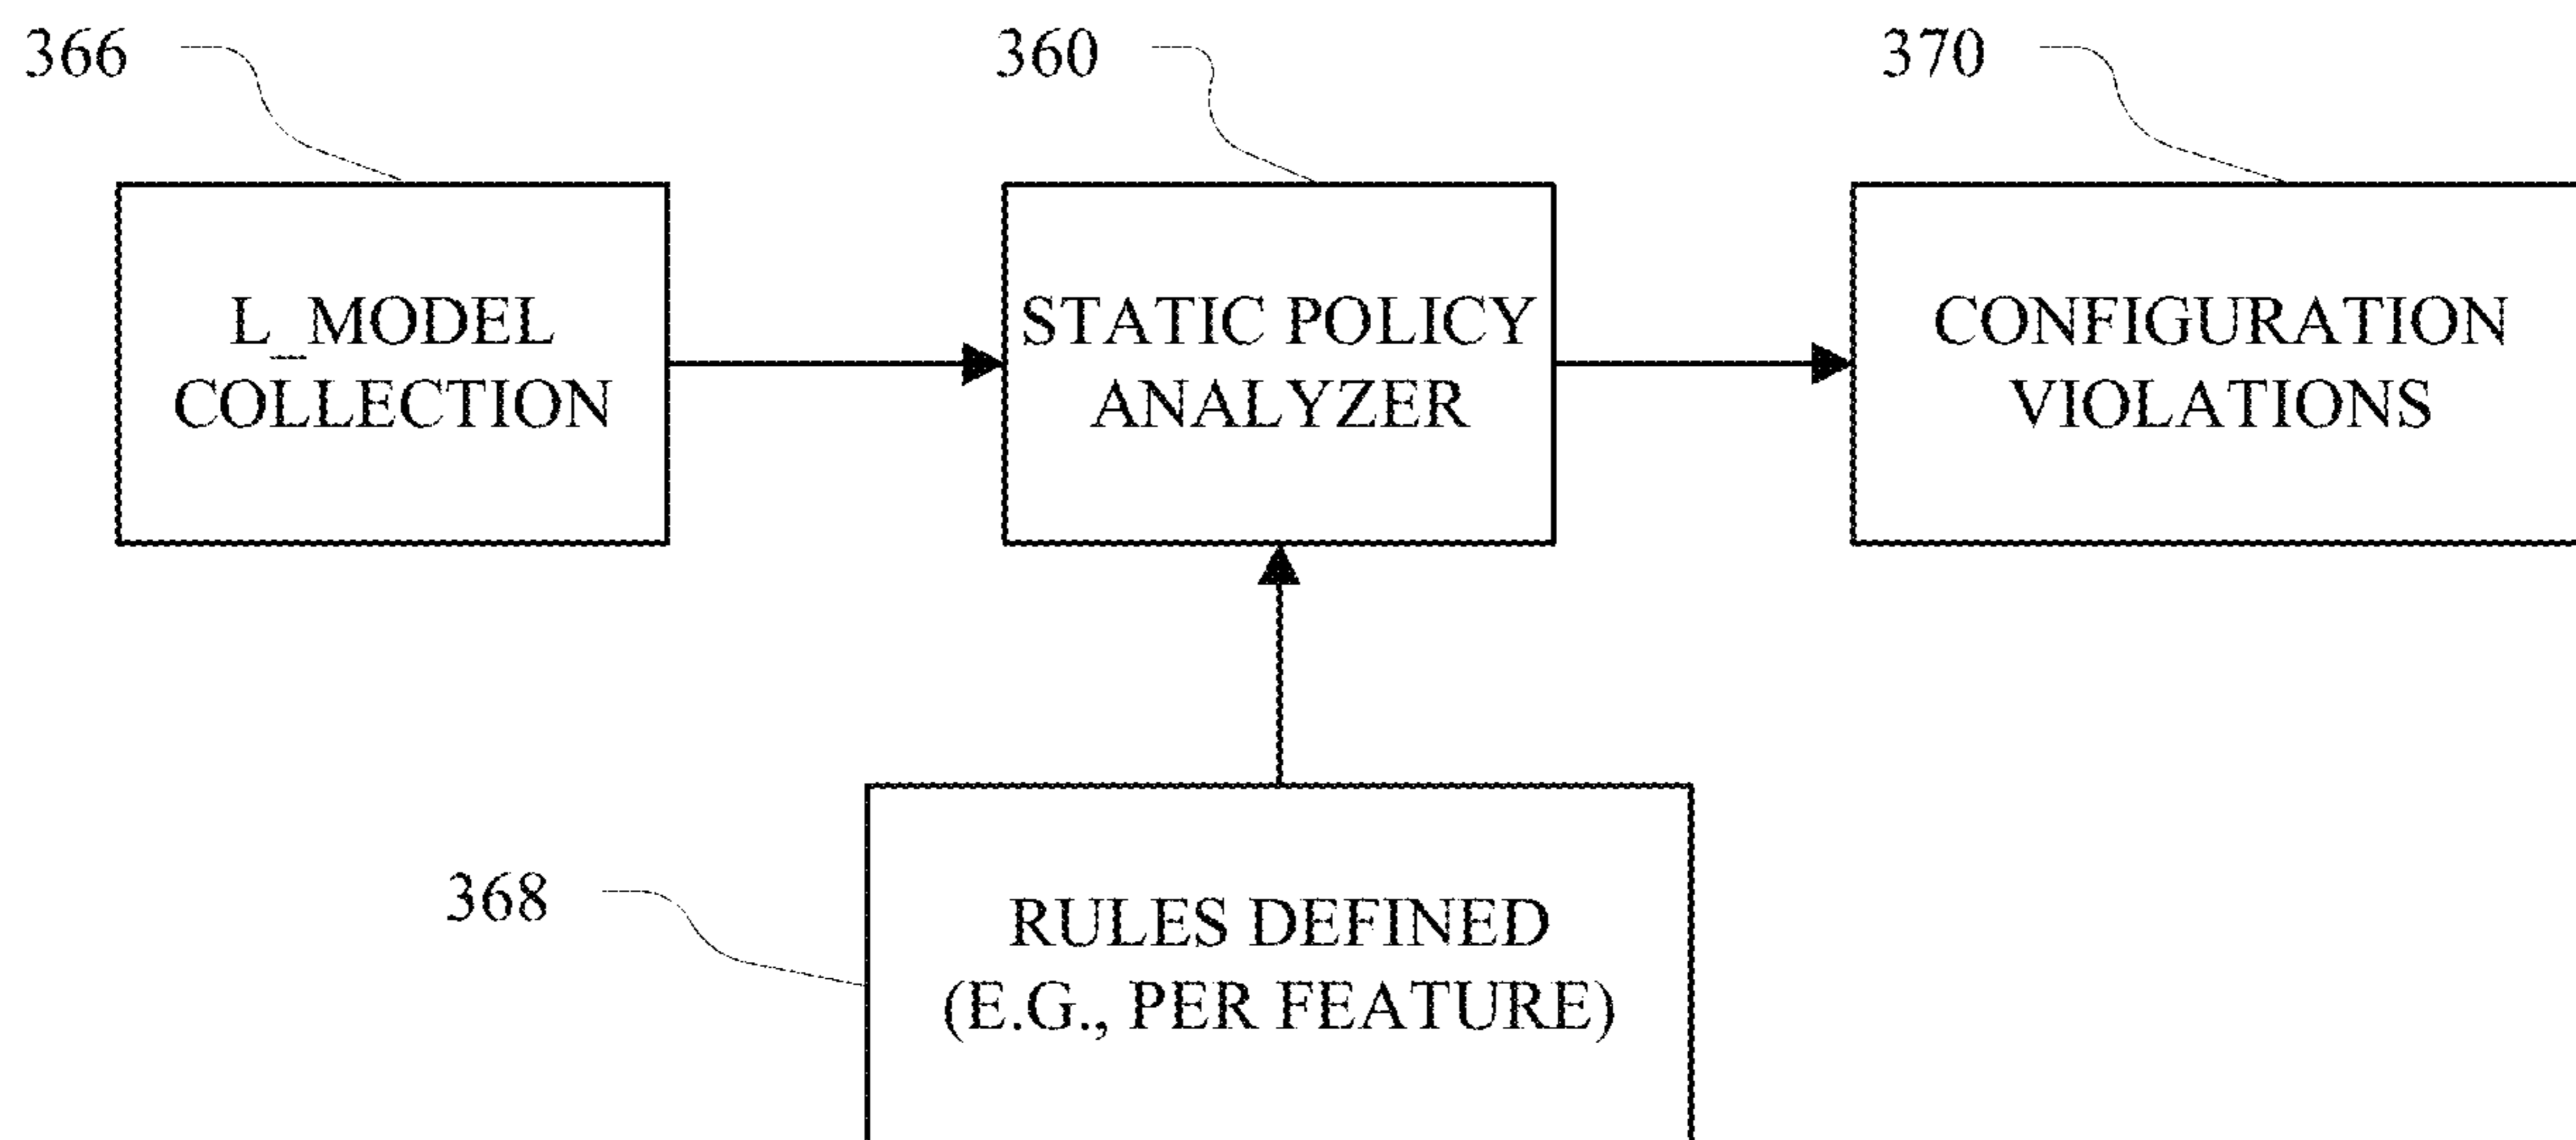 366
360
370
L_MODEL
COLLECTION
STATIC POLICY
ANALYZER
CONFIGURATION
VIOLATIONS
368
RULES DEFINED
(E.G., PER FEATURE)